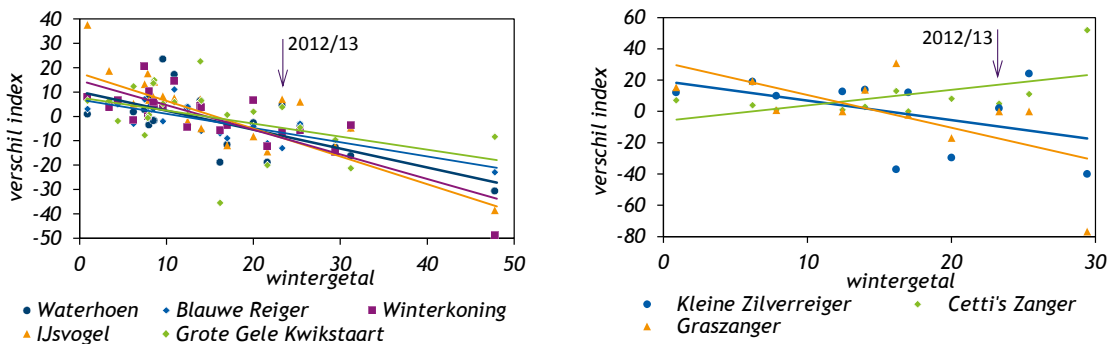 verschil index
40
30
20
10
0
-10
-20
-30
-40
-50
2012/13
0 10 20 30 40 50
wintergetal
Waterhoen Blauwe Reiger Winterkoning
IJsvogel Grote Gele Kwikstaart
verschil index
60
40
20
0
-20
-40
-60
-80
2012/13
0 10 20 30
wintergetal
Kleine Zilverreiger Cetti's Zanger
Graszanger